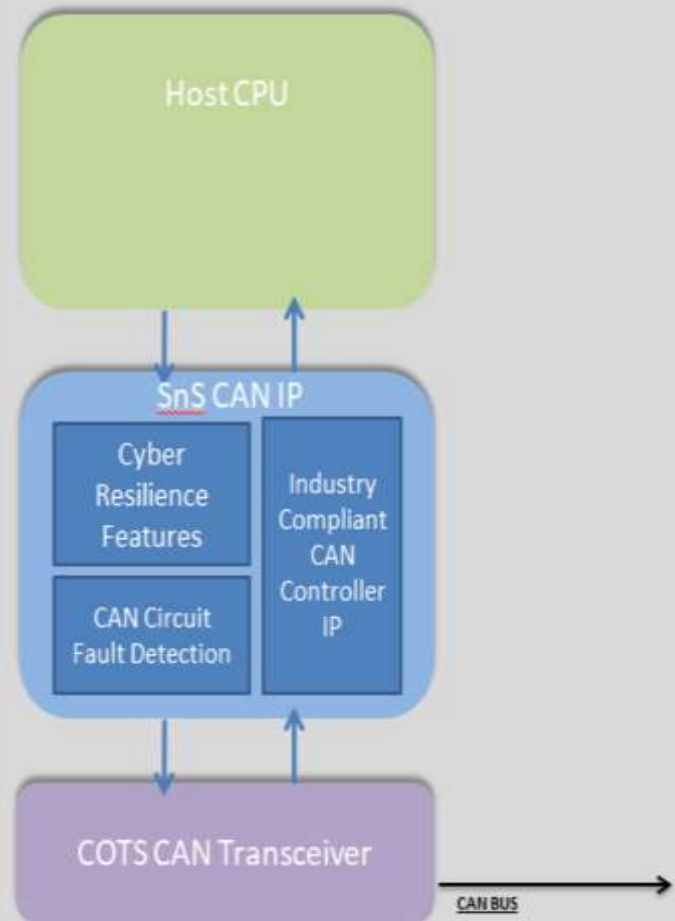 Host CPU
SnS CAN IP
Cyber
Resilience
Features
CAN Circuit
Fault Detection
Industry
Compliant
CAN
Controller
IP
COTS CAN Transceiver
CAN BUS